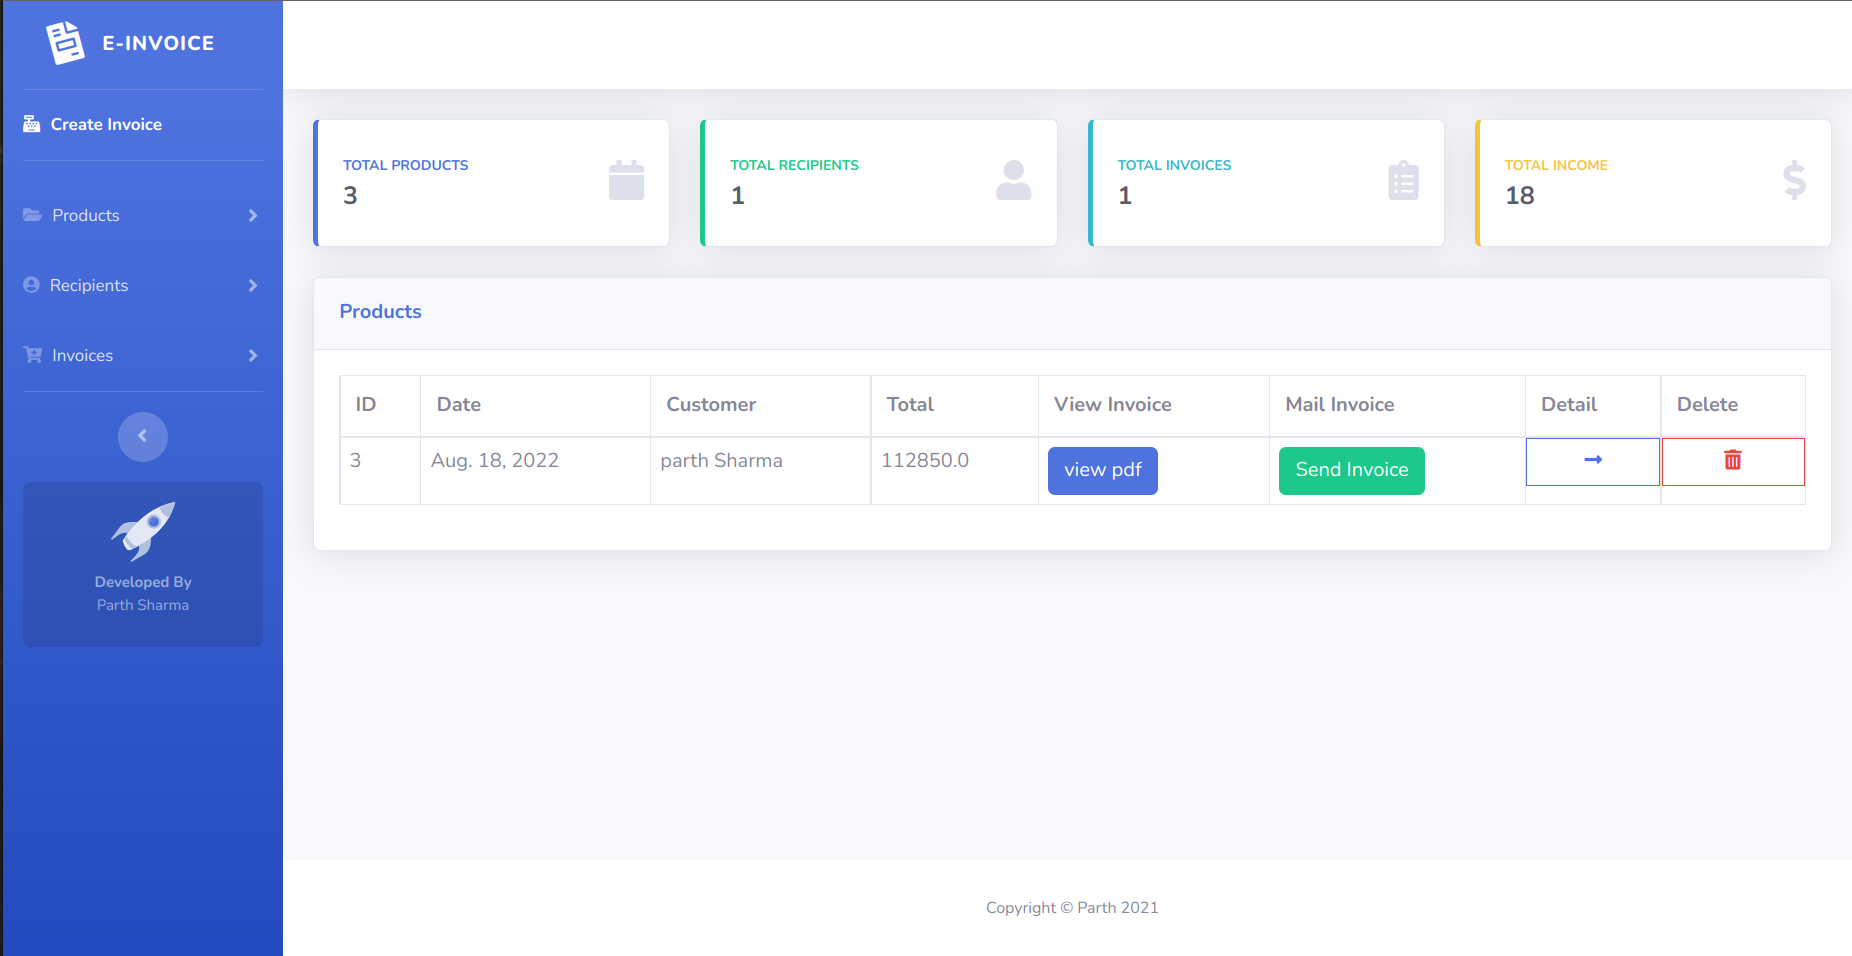 E-INVOICE
Create Invoice
Products
Recipients
Invoices
Developed By
Parth Sharma
TOTAL PRODUCTS
3
TOTAL RECIPIENTS
1
TOTAL INVOICES
1
TOTAL INCOME
18
Products
ID Date Customer Total View Invoice Mail Invoice Detail Delete
3 Aug. 18, 2022 parth Sharma 112850.0 view pdf Send Invoice
Copyright © Parth 2021